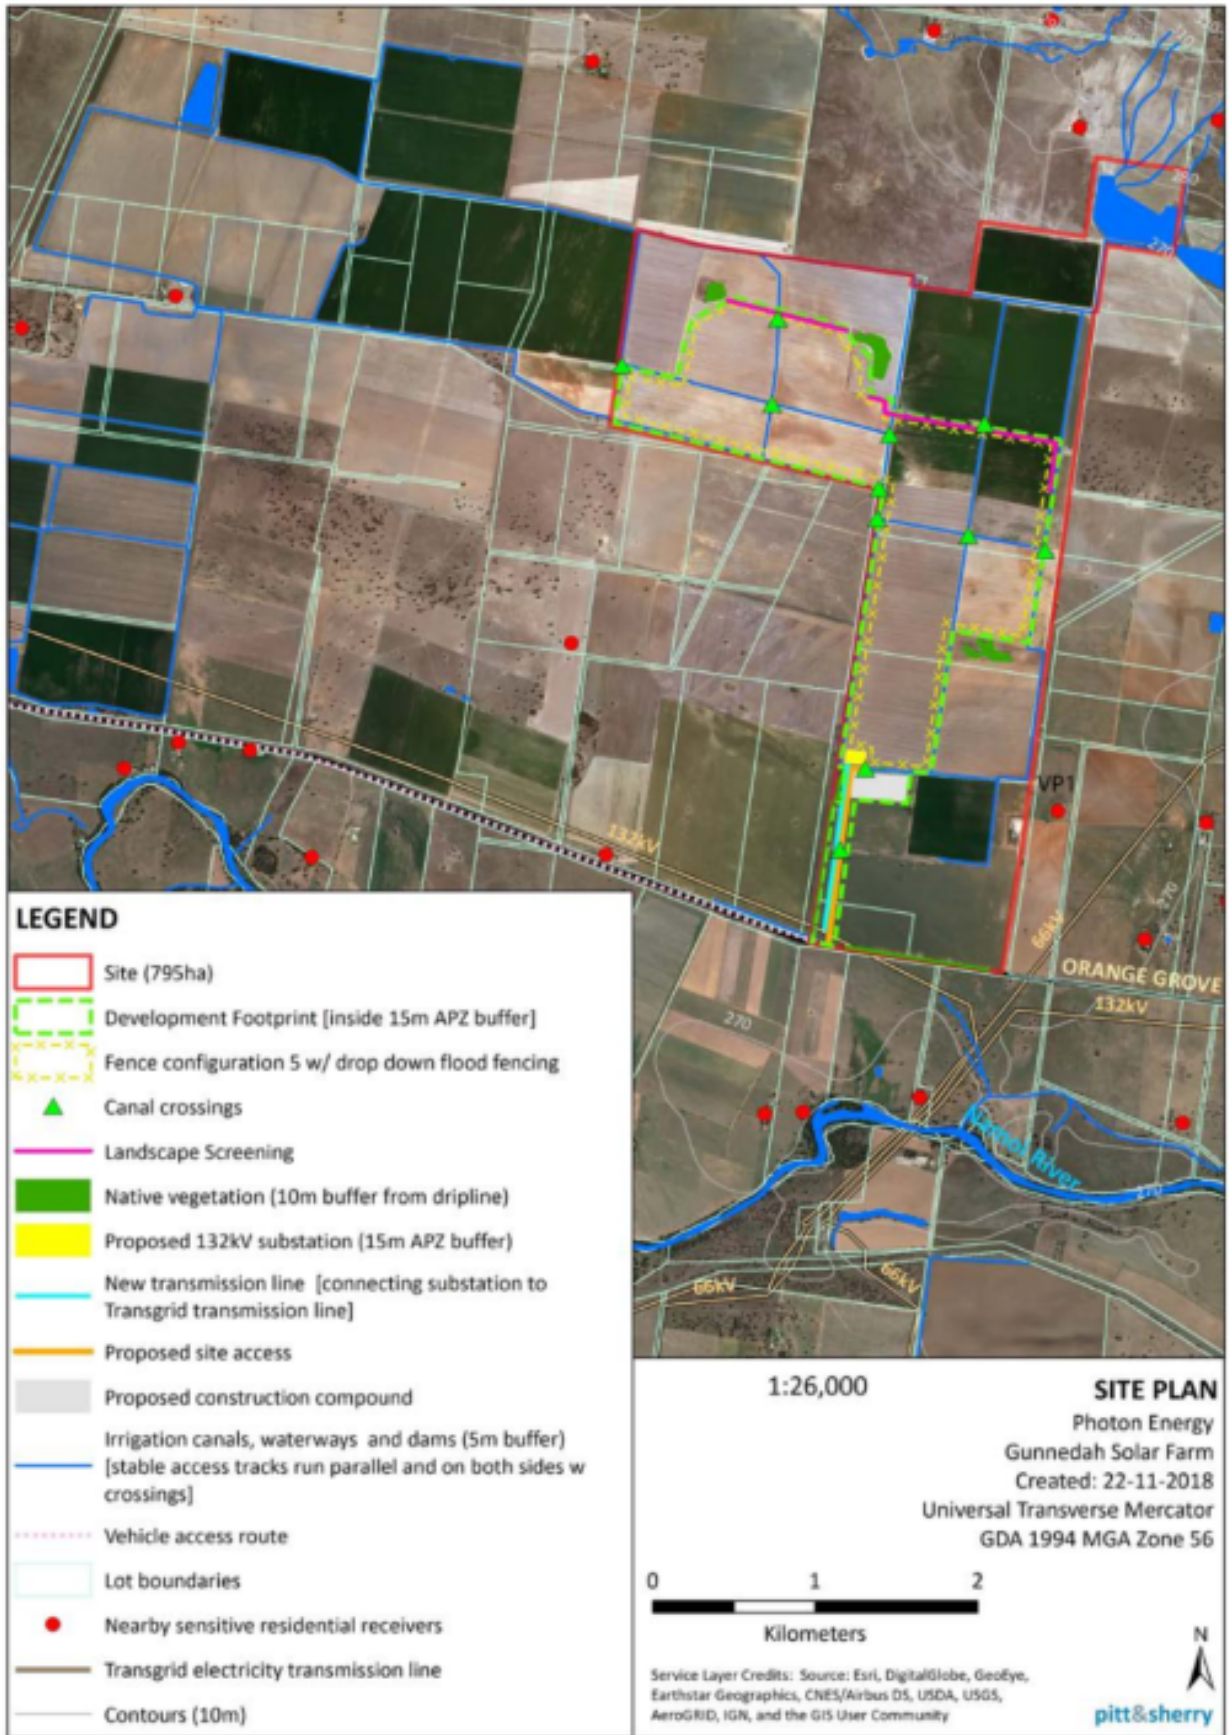 260
270
VP1
132kV
66kV
270
ORANGE GROVE
132kV
270
Namoi River
270
66kV
66kV
LEGEND
Site (795ha)
Development Footprint [inside 15m APZ buffer]
Fence configuration 5 w/ drop down flood fencing
Canal crossings
Landscape Screening
Native vegetation (10m buffer from dripline)
Proposed 132kV substation (15m APZ buffer)
New transmission line [connecting substation to
Transgrid transmission line]
Proposed site access
Proposed construction compound
Irrigation canals, waterways and dams (5m buffer)
[stable access tracks run parallel and on both sides w
crossings]
Vehicle access route
Lot boundaries
Nearby sensitive residential receivers
Transgrid electricity transmission line
Contours (10m)
1:26,000
SITE PLAN
Photon Energy
Gunnedah Solar Farm
Created: 22-11-2018
Universal Transverse Mercator
GDA 1994 MGA Zone 56
0 1 2
Kilometers
N
Service Layer Credits: Source: Esri, DigitalGlobe, GeoEye,
Earthstar Geographics, CNES/Airbus DS, USDA, USGS,
AeroGRID, IGN, and the GIS User Community
pitt&sherry